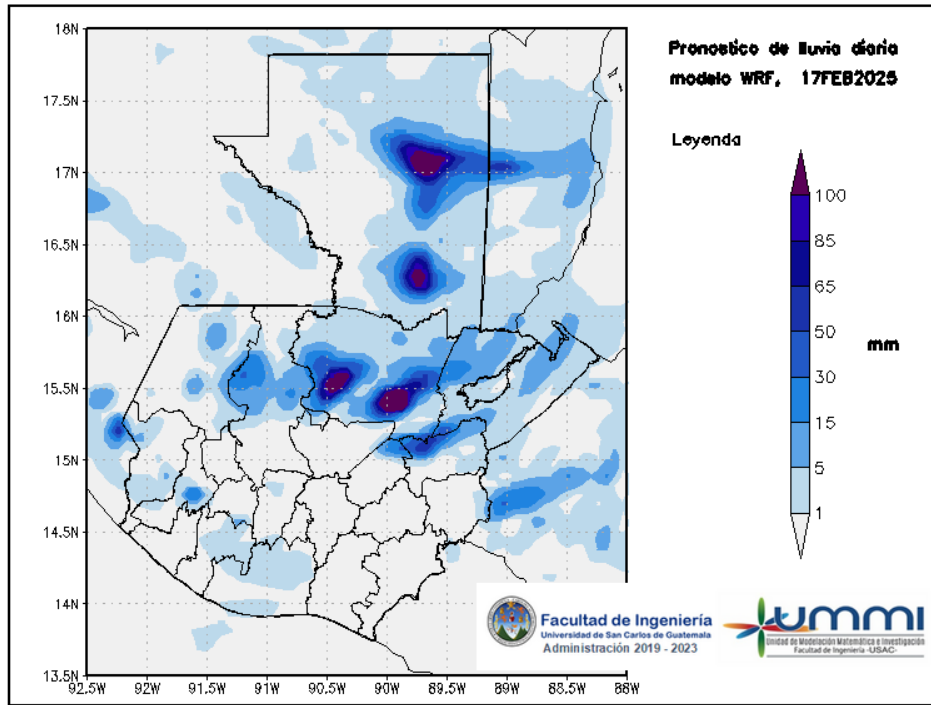 Pronostico de lluvia diaria
modelo WRF, 17FEB2025
Leyenda
100
85
65
50
30
15
5
1
mm
18N
17.5N
17N
16.5N
16N
15.5N
15N
14.5N
14N
13.5N
92.5W
92W
91.5W
91W
90.5W
90W
89.5W
89W
88.5W
88W
Facultad de Ingeniería
Universidad de San Carlos de Guatemala
Administración 2019 - 2023
UMMI
Unidad de Modelación Matemática e Investigación
Facultad de Ingeniería -USAC-